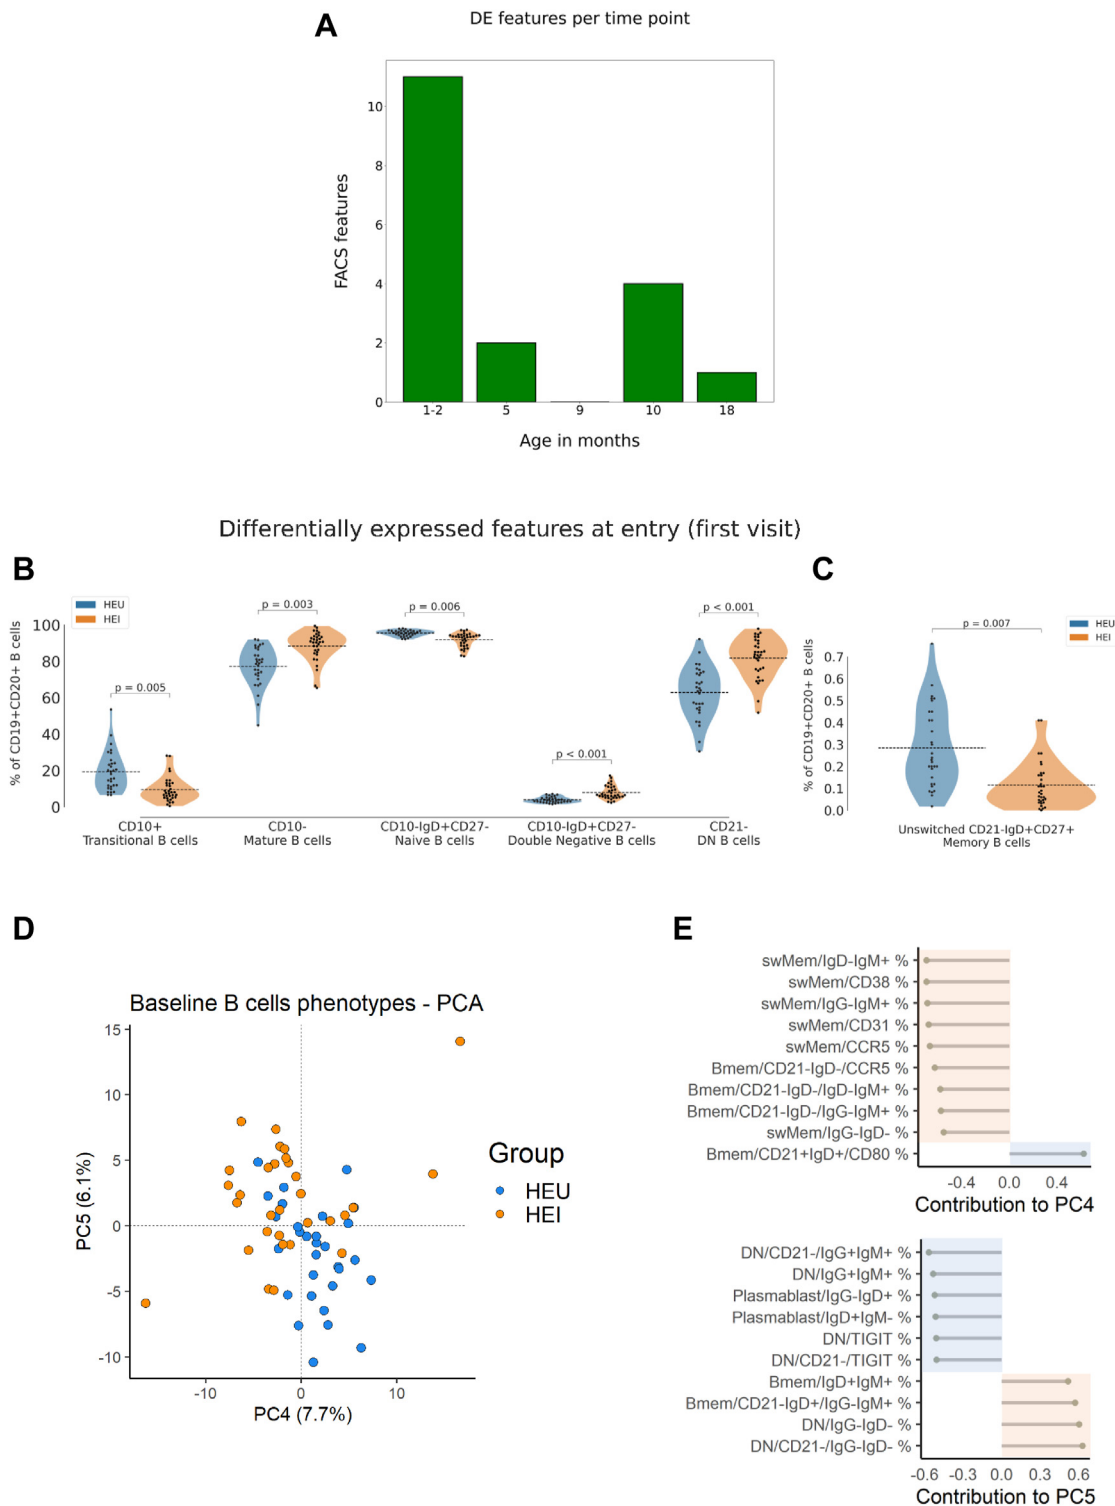 A
DE features per time point
FACS features
10
8
6
4
2
0
1-2
5
9
10
18
Age in months
Differentially expressed features at entry (first visit)
B
HEU
HEI
% of CD19+CD20+ B cells
100
80
60
40
20
0
p = 0.005
p = 0.003
p = 0.006
p < 0.001
p < 0.001
CD10+
Transitional B cells
CD10-
Mature B cells
CD10-IgD+CD27-
Naive B cells
CD10-IgD+CD27-
Double Negative B cells
CD21-
DN B cells
C
HEU
HEI
p = 0.007
% of CD19+CD20+ B cells
0.7
0.6
0.5
0.4
0.3
0.2
0.1
0.0
Unswitched CD21-IgD+CD27+
Memory B cells
D
Baseline B cells phenotypes - PCA
PC5 (6.1%)
15
10
5
0
-5
-10
-10
0
10
PC4 (7.7%)
Group
HEU
HEI
E
swMem/IgD-IgM+ %
swMem/CD38 %
swMem/IgG-IgM+ %
swMem/CD31 %
swMem/CCR5 %
Bmem/CD21-IgD-/CCR5 %
Bmem/CD21-IgD-/IgD-IgM+ %
Bmem/CD21-IgD-/IgG-IgM+ %
swMem/IgG-IgD- %
Bmem/CD21+IgD+/CD80 %
-0.4
0.0
0.4
Contribution to PC4
DN/CD21-/IgG+IgM+ %
DN/IgG+IgM+ %
Plasmablast/IgG-IgD+ %
Plasmablast/IgD+IgM- %
DN/TIGIT %
DN/CD21-/TIGIT %
Bmem/IgD+IgM+ %
Bmem/CD21-IgD+/IgG-IgM+ %
DN/IgG-IgD- %
DN/CD21-/IgG-IgD- %
-0.6
-0.3
0.0
0.3
0.6
Contribution to PC5